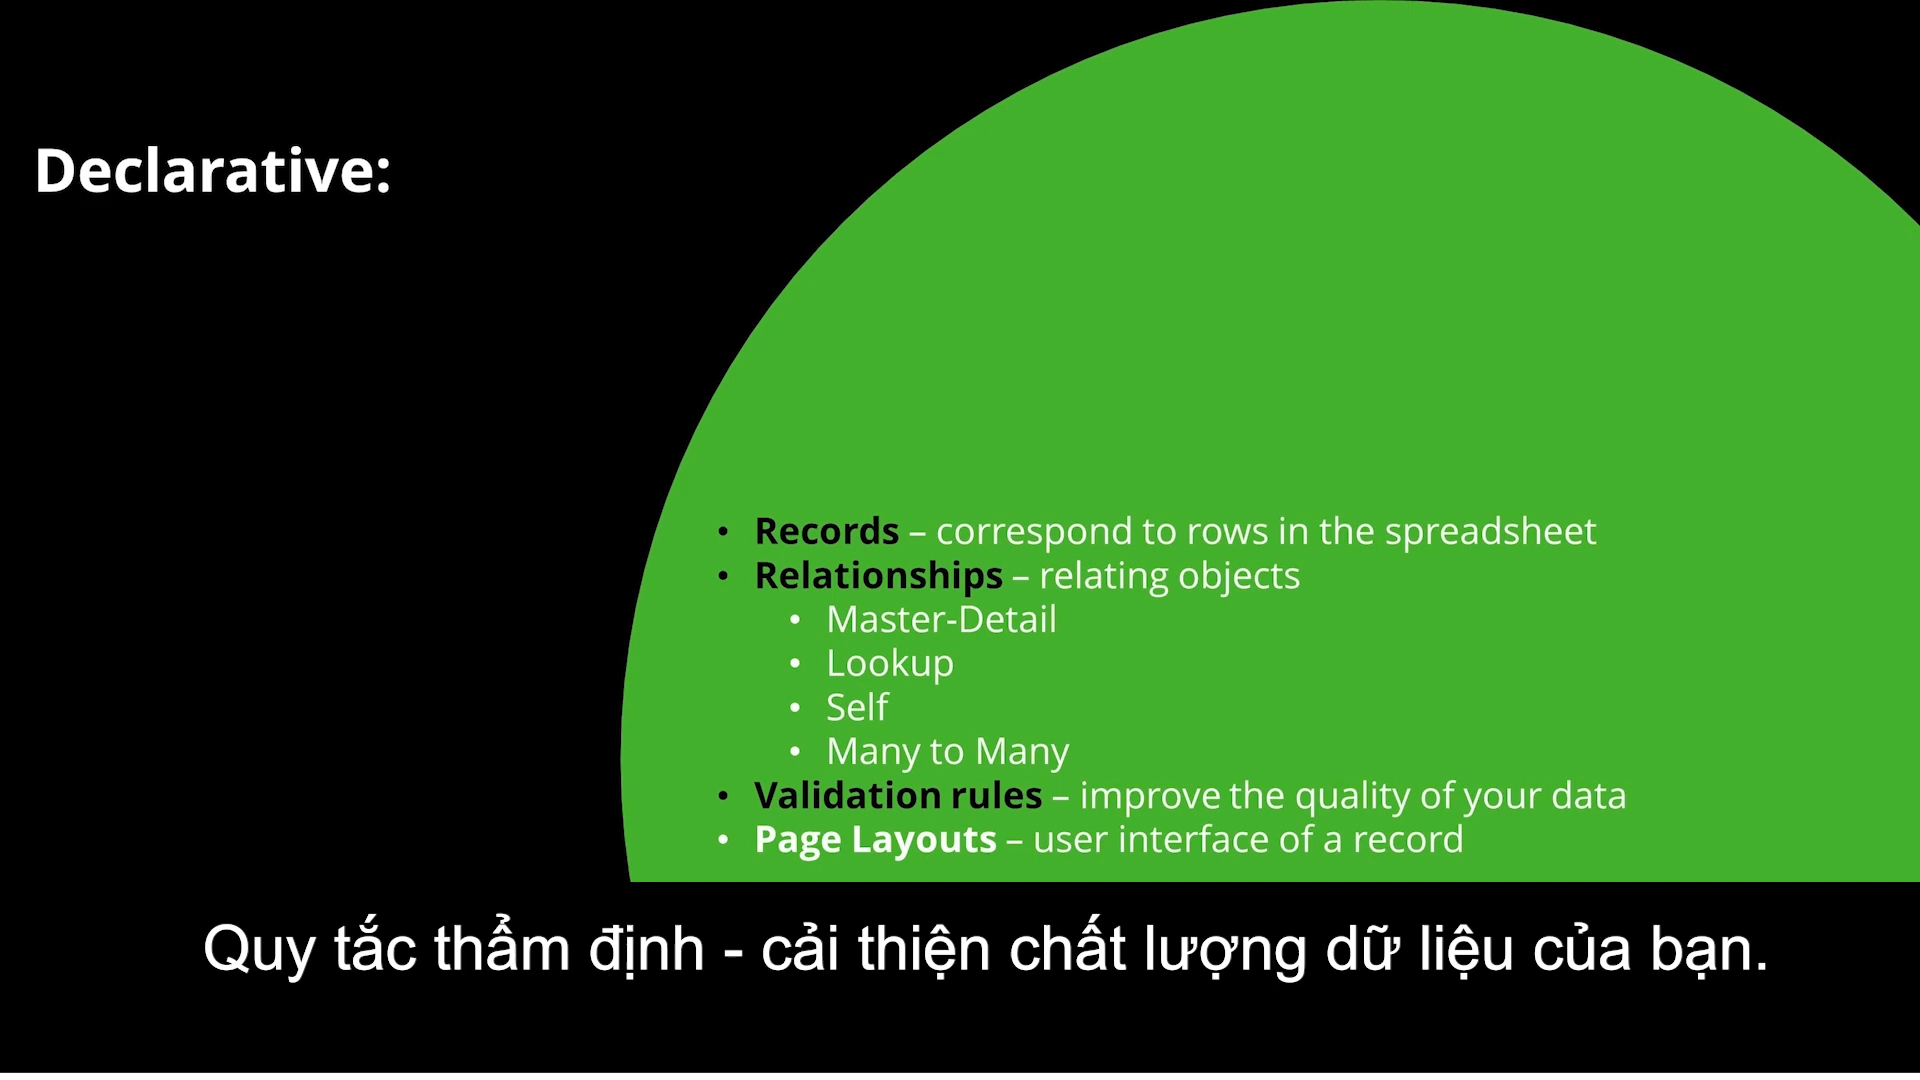 Declarative:
• Records – correspond to rows in the spreadsheet
• Relationships – relating objects
• Master-Detail
• Lookup
• Self
• Many to Many
• Validation rules – improve the quality of your data
• Page Layouts – user interface of a record
Quy tắc thẩm định - cải thiện chất lượng dữ liệu của bạn.